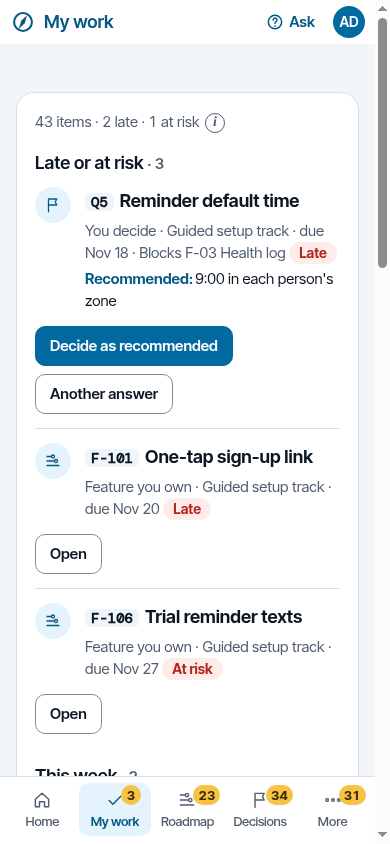 My work
Ask
AD
43 items · 2 late · 1 at risk i
Late or at risk · 3
Q5 Reminder default time
You decide · Guided setup track · due
Nov 18 · Blocks F-03 Health log Late
Recommended: 9:00 in each person's
zone
Decide as recommended
Another answer
F-101 One-tap sign-up link
Feature you own · Guided setup track ·
due Nov 20 Late
Open
F-106 Trial reminder texts
Feature you own · Guided setup track ·
due Nov 27 At risk
Open
This week
3 23 34 31
Home My work Roadmap Decisions More